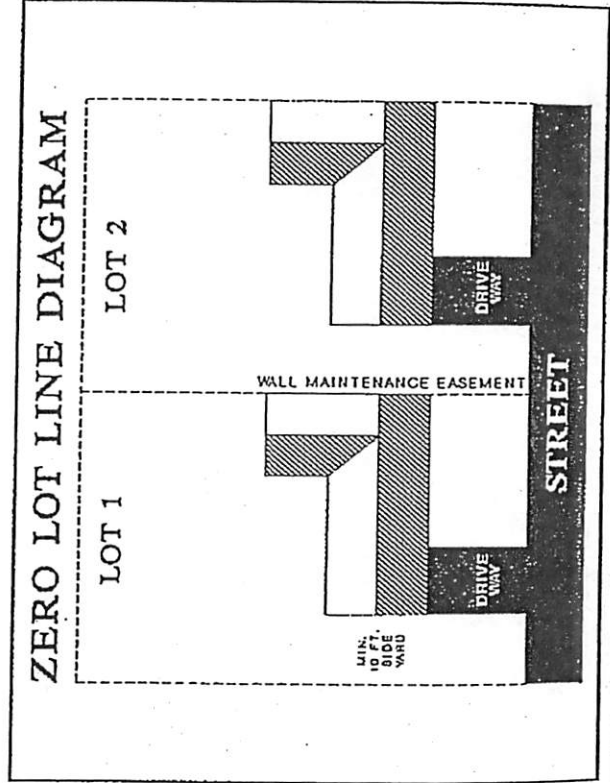 ZERO LOT LINE DIAGRAM
LOT 1
LOT 2
WALL MAINTENANCE EASEMENT
MIN.
10 FT.
SIDE
YARD
DRIVE
WAY
DRIVE
WAY
STREET